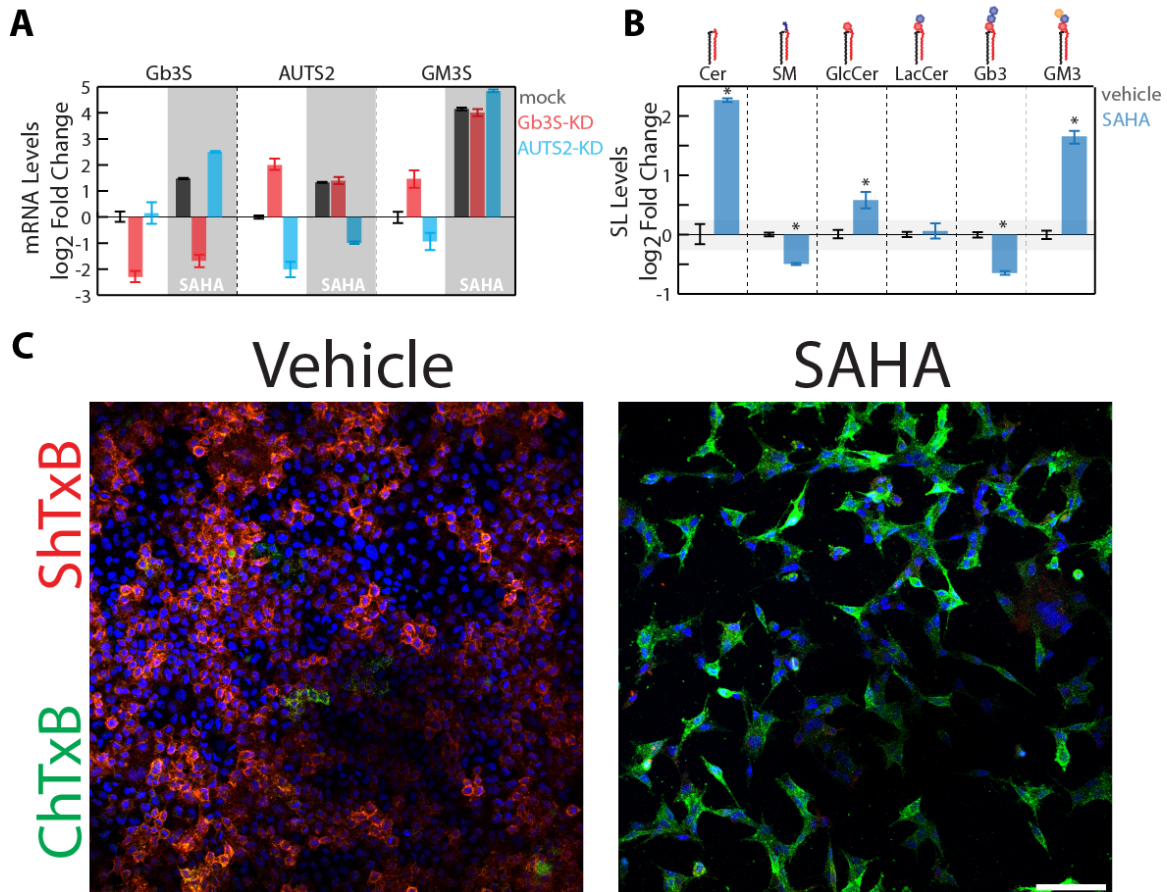 A
Gb3S AUTS2 GM3S
mRNA Levels
log2 Fold Change
5
4
3
2
1
0
-1
-2
-3
SAHA SAHA SAHA
mock
Gb3S-KD
AUTS2-KD
B
Cer SM GlcCer LacCer Gb3 GM3
SL Levels
log2 Fold Change
2
1
0
-1
* * * * *
vehicle
SAHA
C
Vehicle SAHA
ShTxB
ChTxB